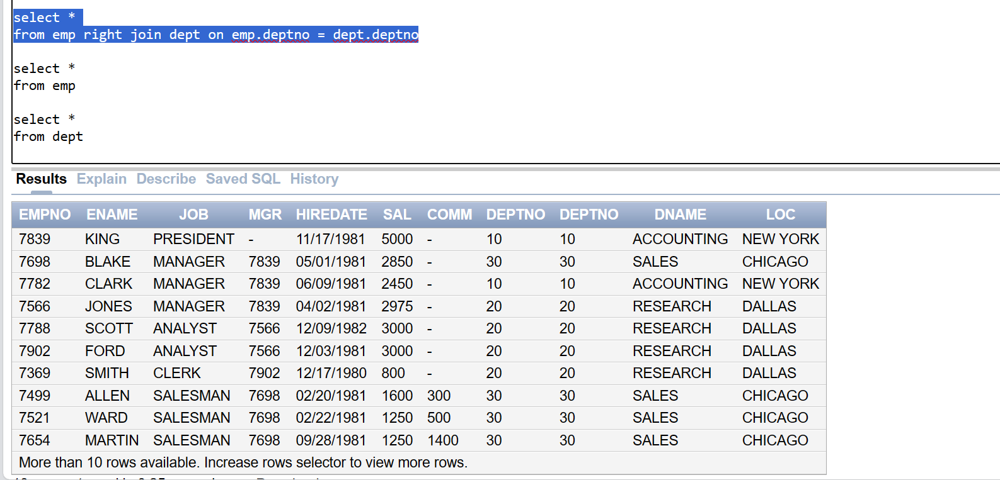 select *
from emp right join dept on emp.deptno = dept.deptno
select *
from emp
select *
from dept
Results Explain Describe Saved SQL History
EMPNO ENAME JOB MGR HIREDATE SAL COMM DEPTNO DEPTNO DNAME LOC
7839 KING PRESIDENT - 11/17/1981 5000 - 10 10 ACCOUNTING NEW YORK
7698 BLAKE MANAGER 7839 05/01/1981 2850 - 30 30 SALES CHICAGO
7782 CLARK MANAGER 7839 06/09/1981 2450 - 10 10 ACCOUNTING NEW YORK
7566 JONES MANAGER 7839 04/02/1981 2975 - 20 20 RESEARCH DALLAS
7788 SCOTT ANALYST 7566 12/09/1982 3000 - 20 20 RESEARCH DALLAS
7902 FORD ANALYST 7566 12/03/1981 3000 - 20 20 RESEARCH DALLAS
7369 SMITH CLERK 7902 12/17/1980 800 - 20 20 RESEARCH DALLAS
7499 ALLEN SALESMAN 7698 02/20/1981 1600 300 30 30 SALES CHICAGO
7521 WARD SALESMAN 7698 02/22/1981 1250 500 30 30 SALES CHICAGO
7654 MARTIN SALESMAN 7698 09/28/1981 1250 1400 30 30 SALES CHICAGO
More than 10 rows available. Increase rows selector to view more rows.